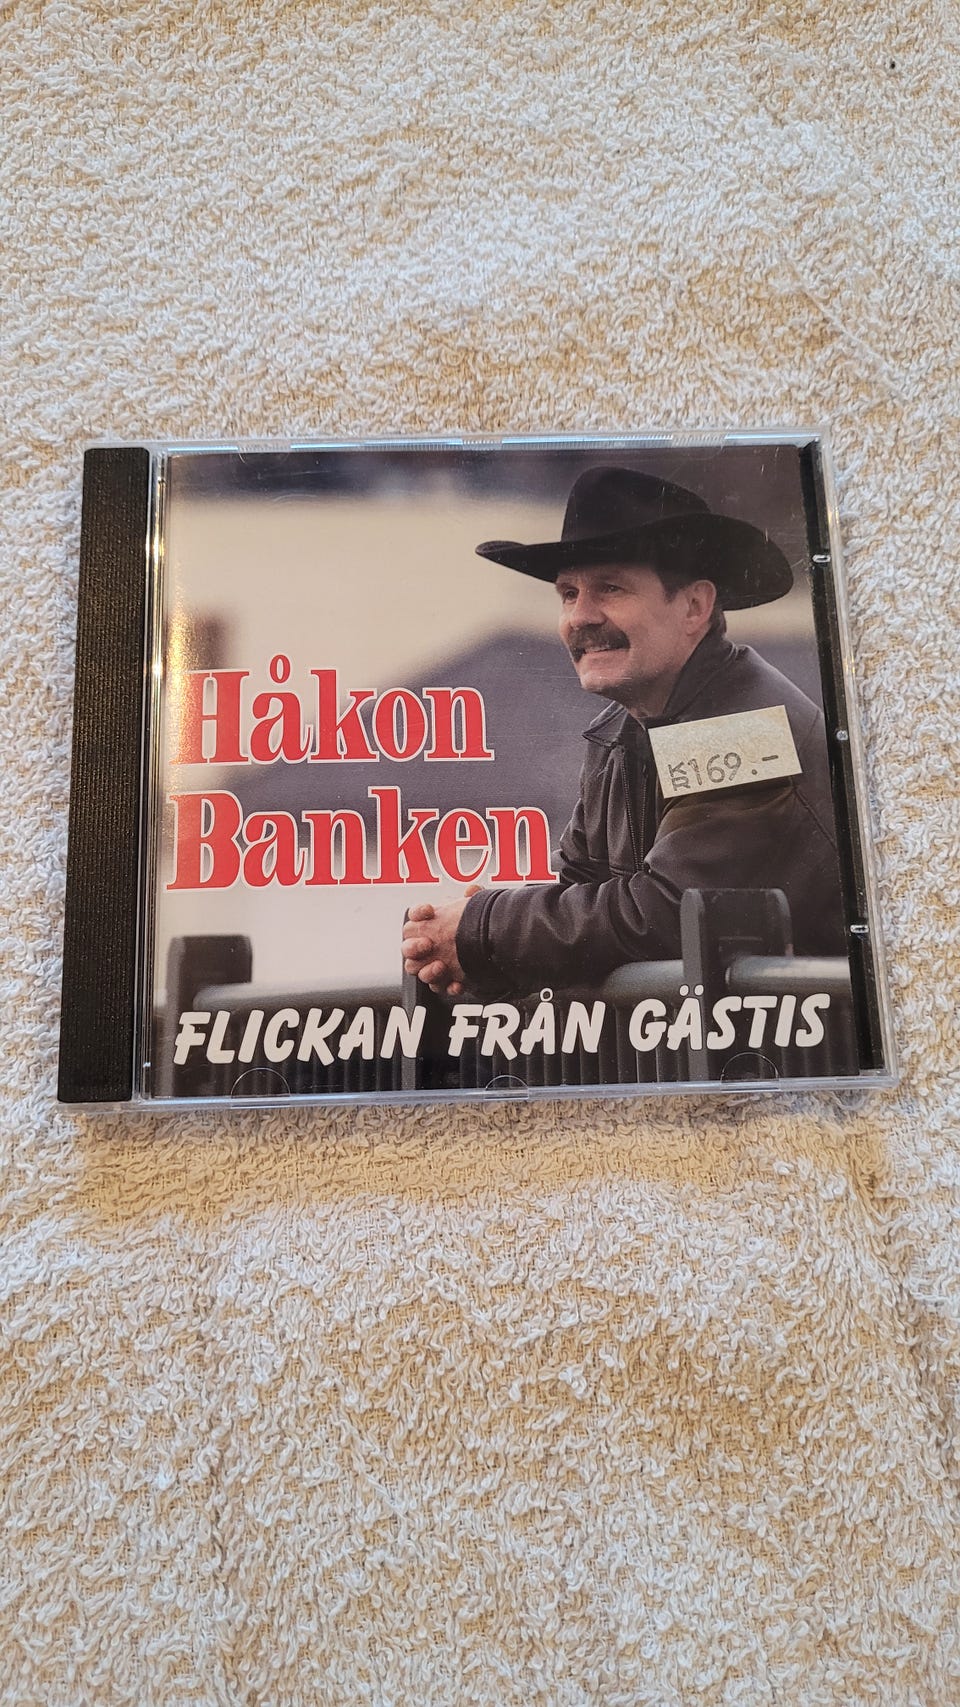 Håkon
Banken
KR169.-
FLICKAN FRÅN GÄSTIS